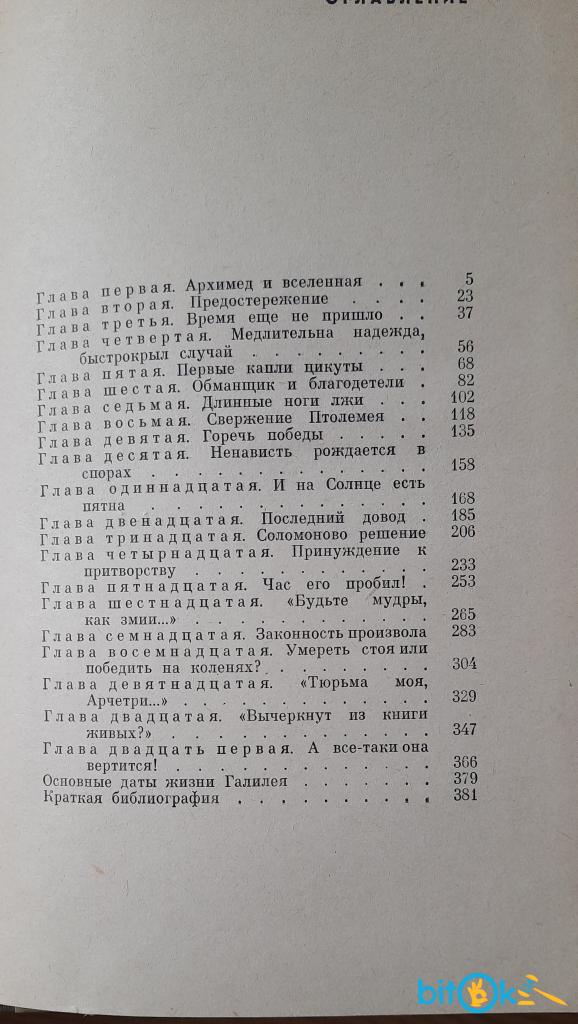 ОГЛАВЛЕНИЕ
Глава первая. Архимед и вселенная . . . 5
Глава вторая. Предостережение . . . . 23
Глава третья. Время еще не пришло . . 37
Глава четвертая. Медлительна надежда,
быстрокрыл случай . . . . . . . . . 56
Глава пятая. Первые капли цикуты . . . 68
Глава шестая. Обманщик и благодетели . 82
Глава седьмая. Длинные ноги лжи . . . 102
Глава восьмая. Свержение Птолемея . . 118
Глава девятая. Горечь победы . . . . . 135
Глава десятая. Ненависть рождается в
спорах . . . . . . . . . . . . . 158
Глава одиннадцатая. И на Солнце есть
пятна . . . . . . . . . . . . . . 168
Глава двенадцатая. Последний довод . 185
Глава тринадцатая. Соломоново решение 206
Глава четырнадцатая. Принуждение к
притворству . . . . . . . . . . . 233
Глава пятнадцатая. Час его пробил! . 253
Глава шестнадцатая. «Будьте мудры,
как змии...» . . . . . . . . . . . 265
Глава семнадцатая. Законность произвола 283
Глава восемнадцатая. Умереть стоя или
победить на коленях? . . . . . . . . 304
Глава девятнадцатая. «Тюрьма моя,
Арчетри...» . . . . . . . . . . . 329
Глава двадцатая. «Вычеркнут из книги
живых?» . . . . . . . . . . . . 347
Глава двадцать первая. А все-таки она
вертится! . . . . . . . . . . . . 366
Основные даты жизни Галилея . . . . . . . 379
Краткая библиография . . . . . . . . . . 381
bitok